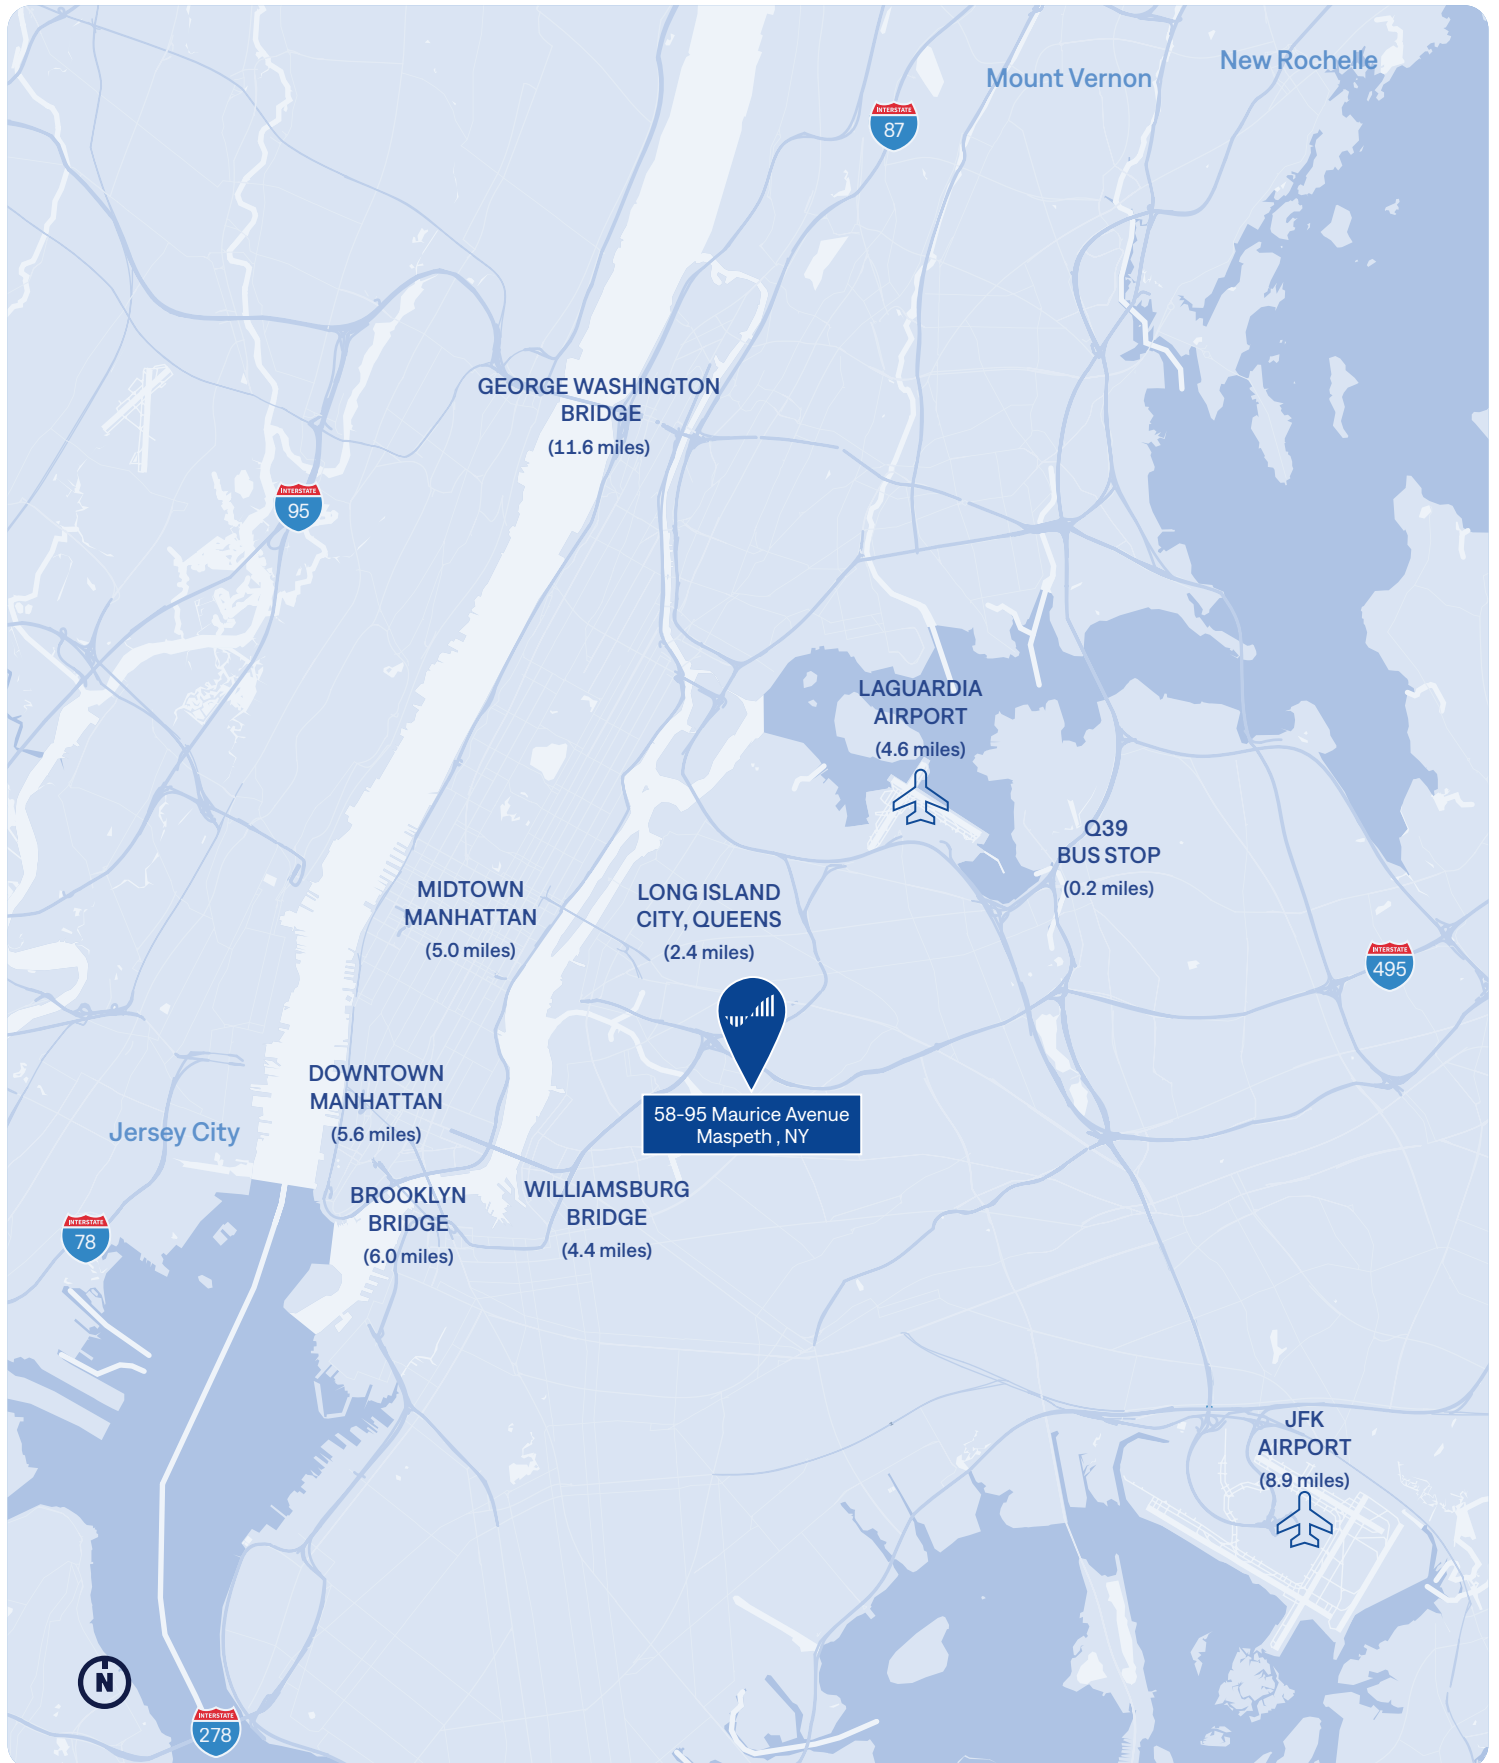 New Rochelle
Mount Vernon
INTERSTATE
87
GEORGE WASHINGTON
BRIDGE
(11.6 miles)
INTERSTATE
95
LAGUARDIA
AIRPORT
(4.6 miles)
Q39
BUS STOP
(0.2 miles)
MIDTOWN
MANHATTAN
(5.0 miles)
LONG ISLAND
CITY, QUEENS
(2.4 miles)
INTERSTATE
495
DOWNTOWN
MANHATTAN
(5.6 miles)
58-95 Maurice Avenue
Maspeth , NY
Jersey City
BROOKLYN
BRIDGE
(6.0 miles)
WILLIAMSBURG
BRIDGE
(4.4 miles)
INTERSTATE
78
JFK
AIRPORT
(8.9 miles)
N
INTERSTATE
278